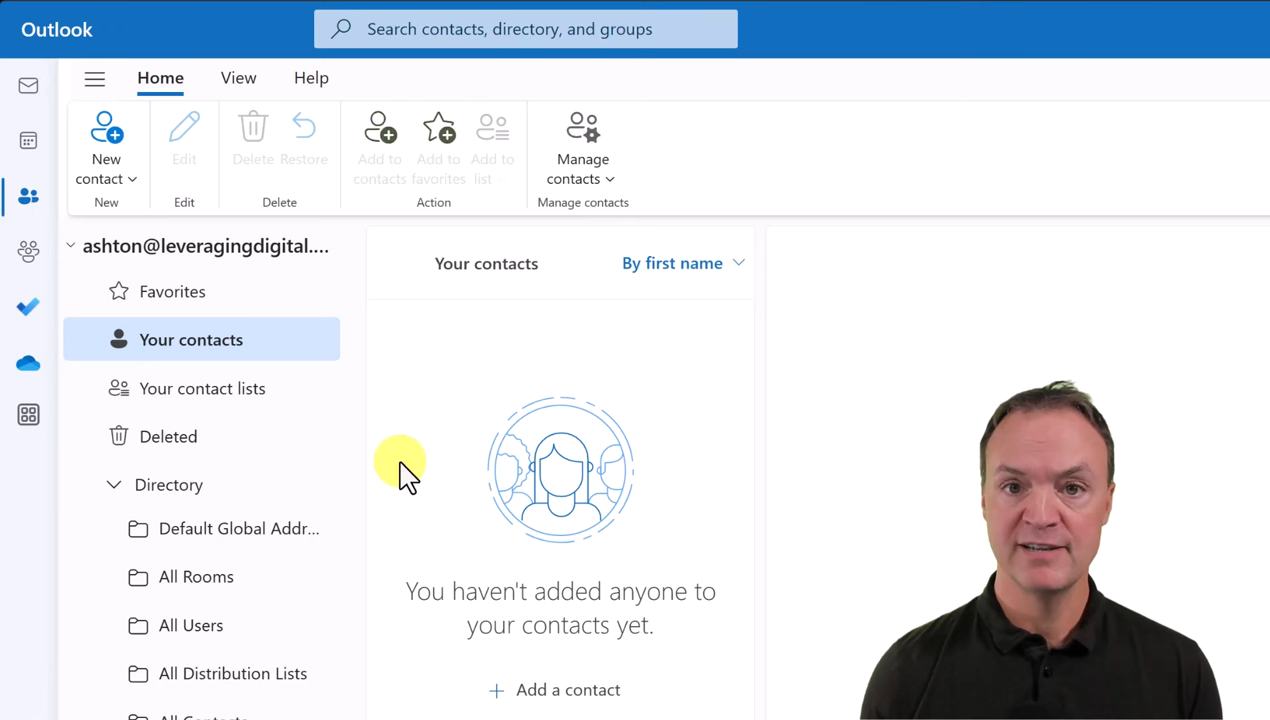 Outlook
Search contacts, directory, and groups
Home
View
Help
New
contact
Edit
Delete
Restore
Add to
contacts
Add to
favorites
Add to
list
Manage
contacts
New
Edit
Delete
Action
Manage contacts
ashton@leveragingdigital....
Favorites
Your contacts
Your contact lists
Deleted
Directory
Default Global Addr...
All Rooms
All Users
All Distribution Lists
All Contacts
Your contacts
By first name
You haven't added anyone to
your contacts yet.
Add a contact